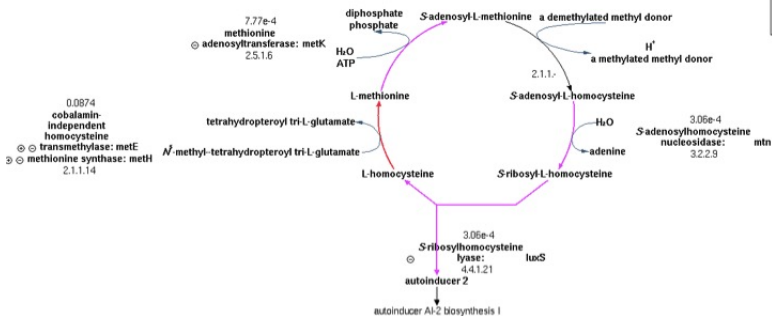 7.77e-4
methionine
⊖ adenosyltransferase: metK
2.5.1.6
diphosphate
phosphate
H₂O
ATP
S-adenosyl-L-methionine
a demethylated methyl donor
H⁺
a methylated methyl donor
2.1.1.-
L-methionine
S-adenosyl-L-homocysteine
0.0874
cobalamin-
independent
homocysteine
⊕ ⊖ transmethylase: metE
⊕ ⊖ methionine synthase: metH
2.1.1.14
tetrahydropteroyl tri-L-glutamate
N⁵-methyl--tetrahydropteroyl tri-L-glutamate
H₂O
adenine
3.06e-4
S-adenosylhomocysteine
nucleosidase: mtn
3.2.2.9
L-homocysteine
S-ribosyl-L-homocysteine
3.06e-4
S-ribosylhomocysteine
⊖ lyase: luxS
4.4.1.21
autoinducer 2
autoinducer AI-2 biosynthesis I